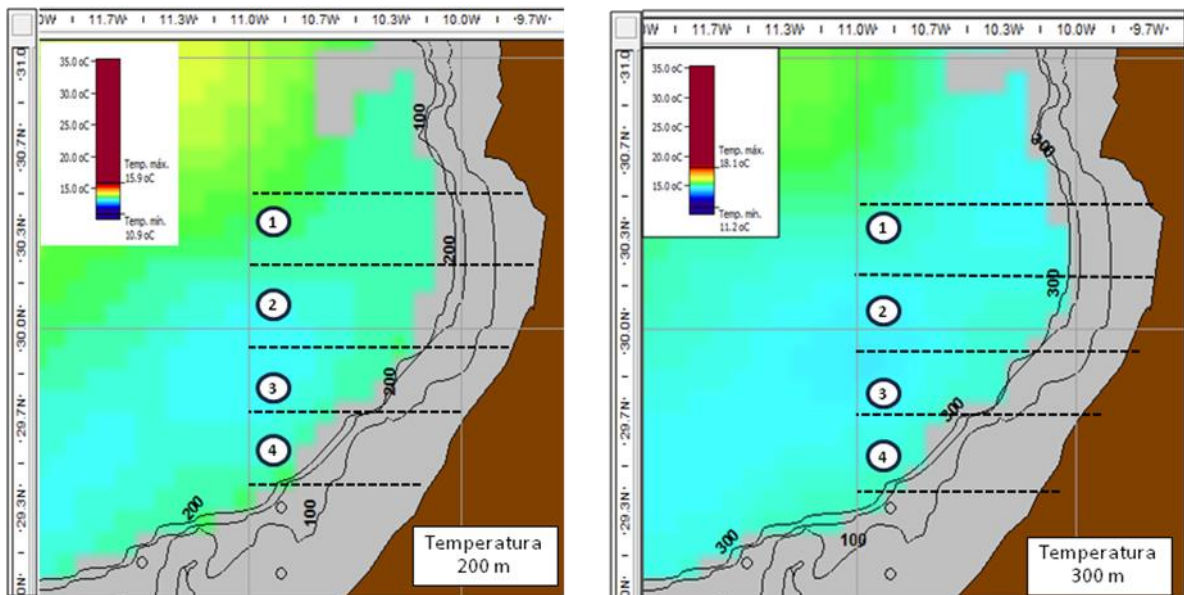 0W · 11.7W · 11.3W · 11.0W · 10.7W · 10.3W · 10.0W · ·9.7W·
·31.0
·30.7N·
·30.3N·
·30.0N·
·29.7N·
·29.3N·
0N·
35.0 oC
30.0 oC
25.0 oC
20.0 oC
15.0 oC
Temp. máx.
15.9 oC
Temp. mín.
10.9 oC
100
200
200
200
100
1
2
3
4
Temperatura
200 m
0W · 11.7W · 11.3W · 11.0W · 10.7W · 10.3W · 10.0W · ·9.7W·
·31.0
·30.7N·
·30.3N·
·30.0N·
·29.7N·
·29.3N·
0N·
35.0 oC
30.0 oC
25.0 oC
20.0 oC
15.0 oC
Temp. máx.
18.1 oC
Temp. mín.
11.2 oC
300
300
300
300
100
1
2
3
4
Temperatura
300 m